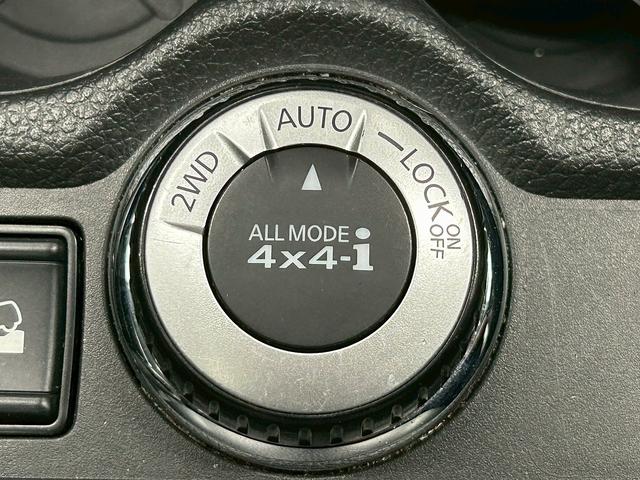 2WD
AUTO
LOCK
ON
OFF
ALL MODE
4x4-i